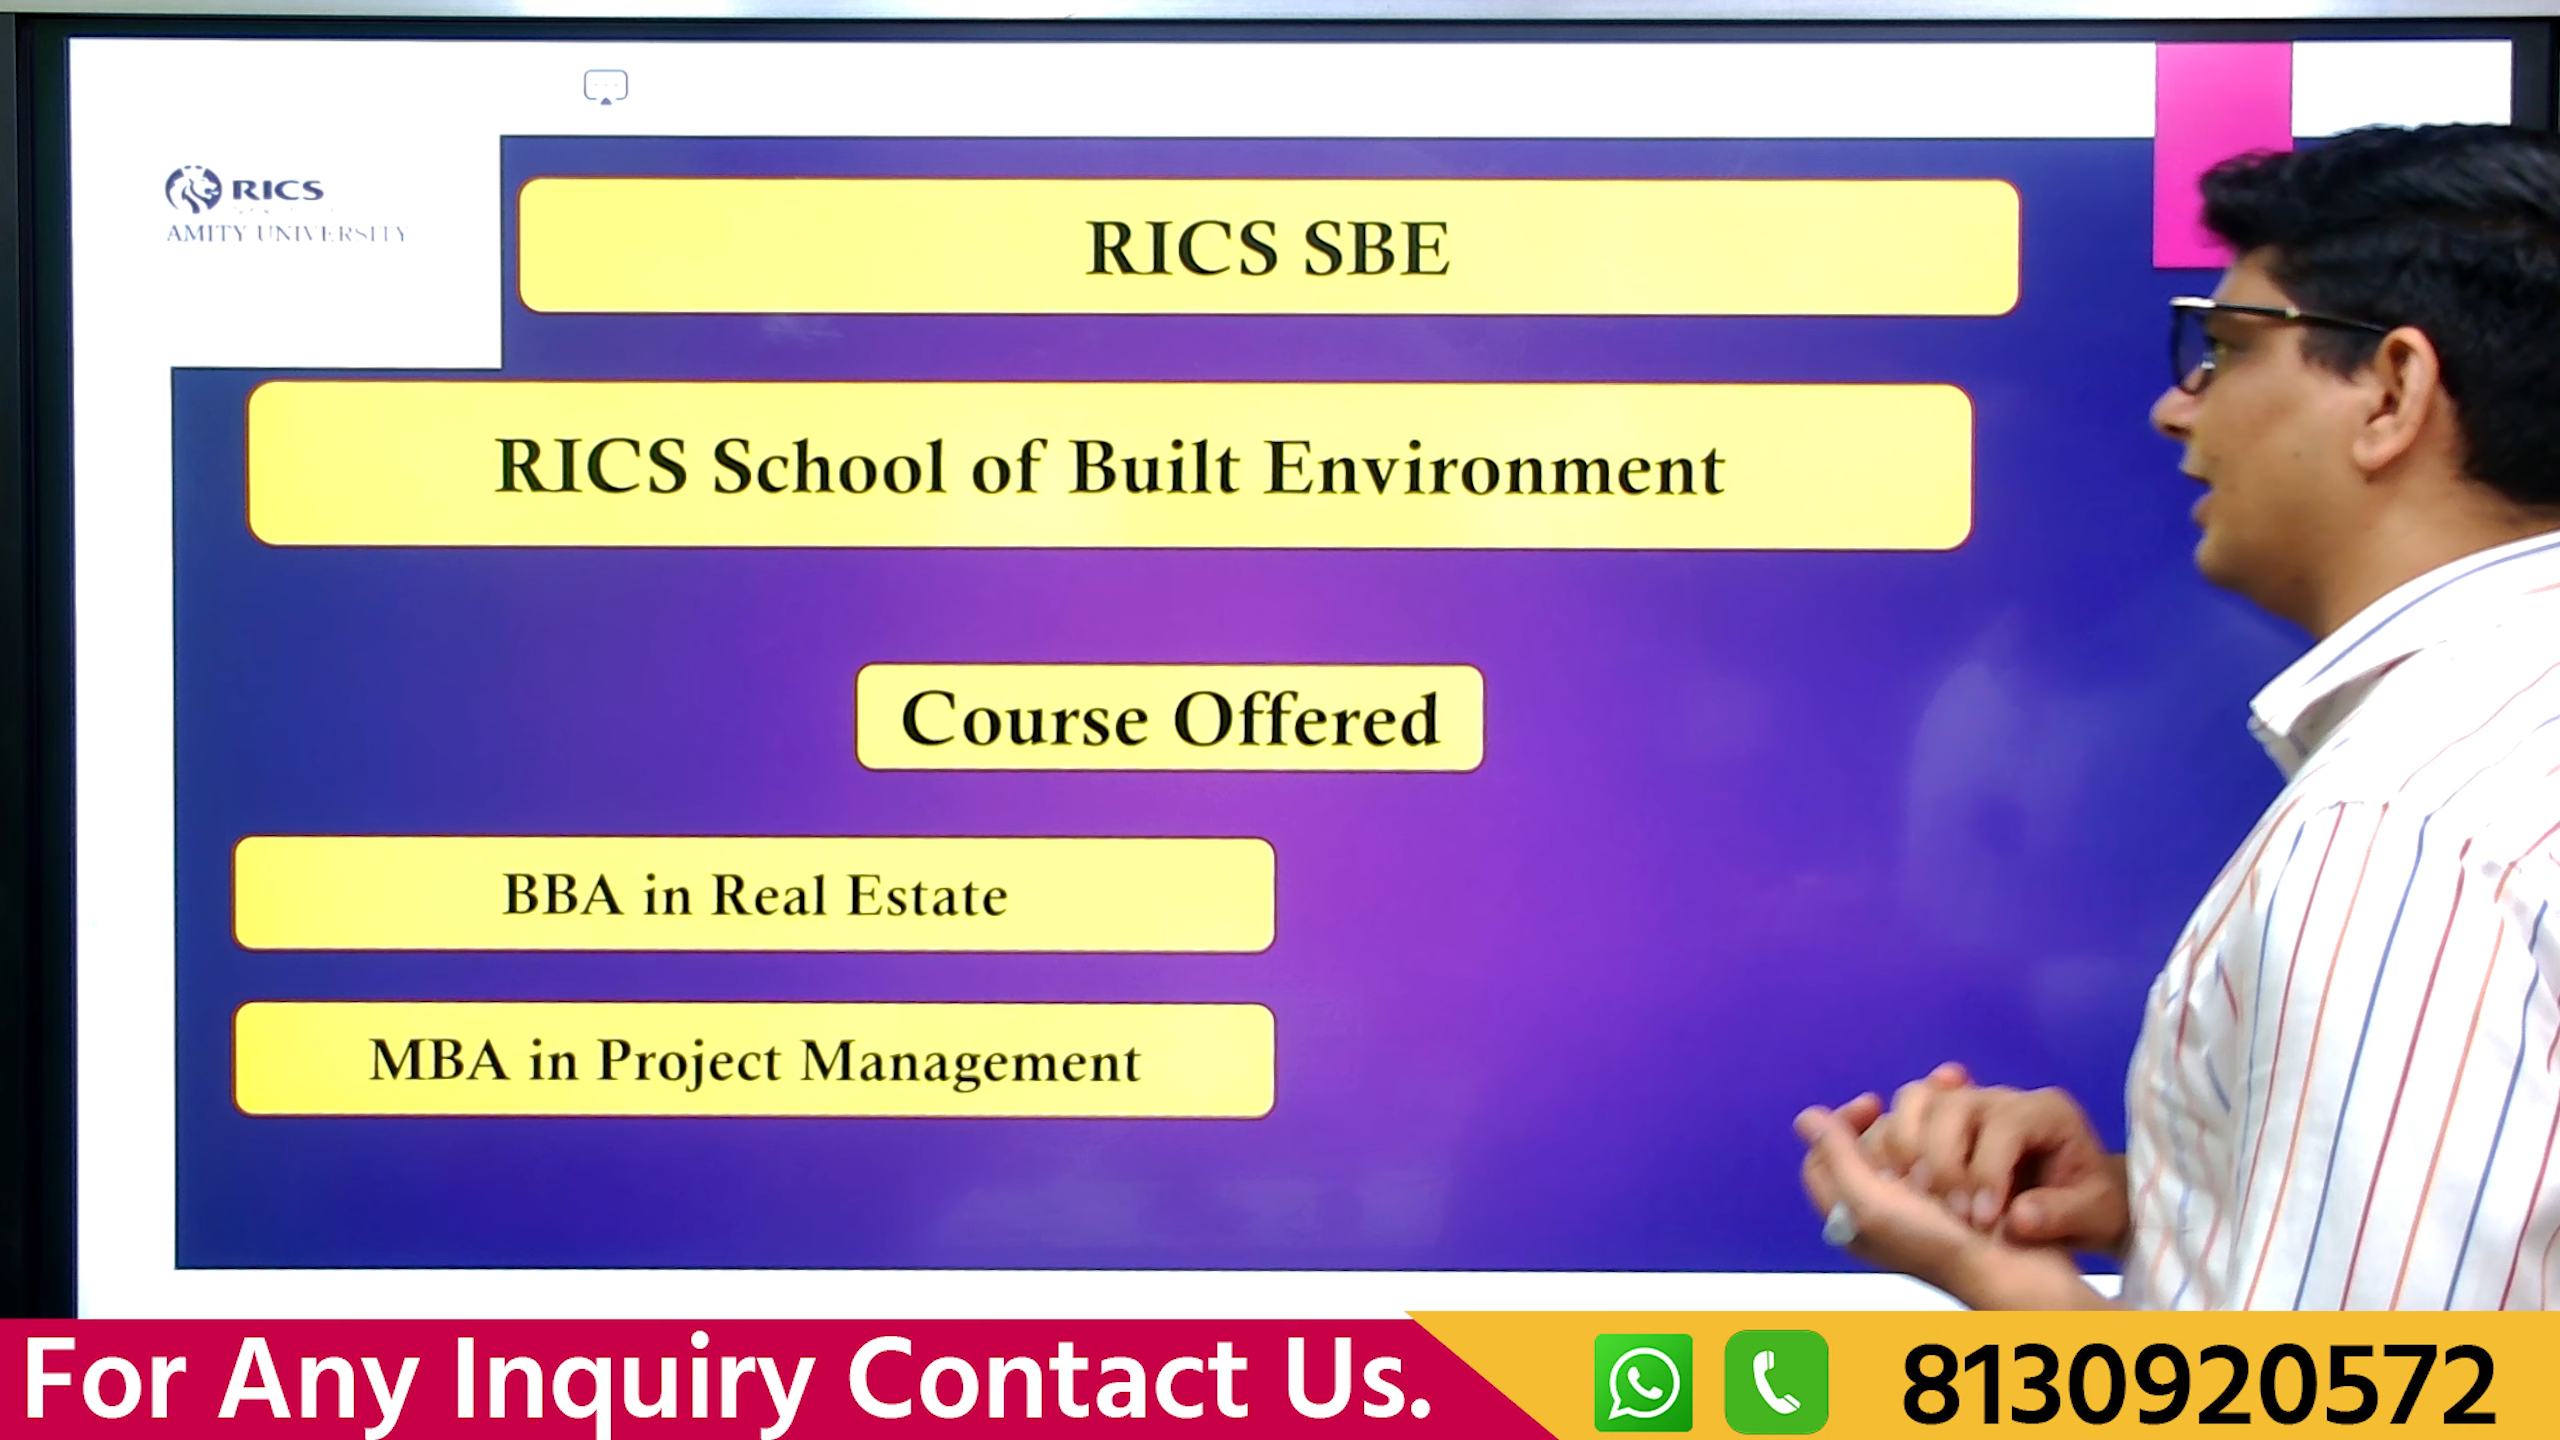 RICS
AMITY UNIVERSITY
RICS SBE
RICS School of Built Environment
Course Offered
BBA in Real Estate
MBA in Project Management
For Any Inquiry Contact Us.
8130920572